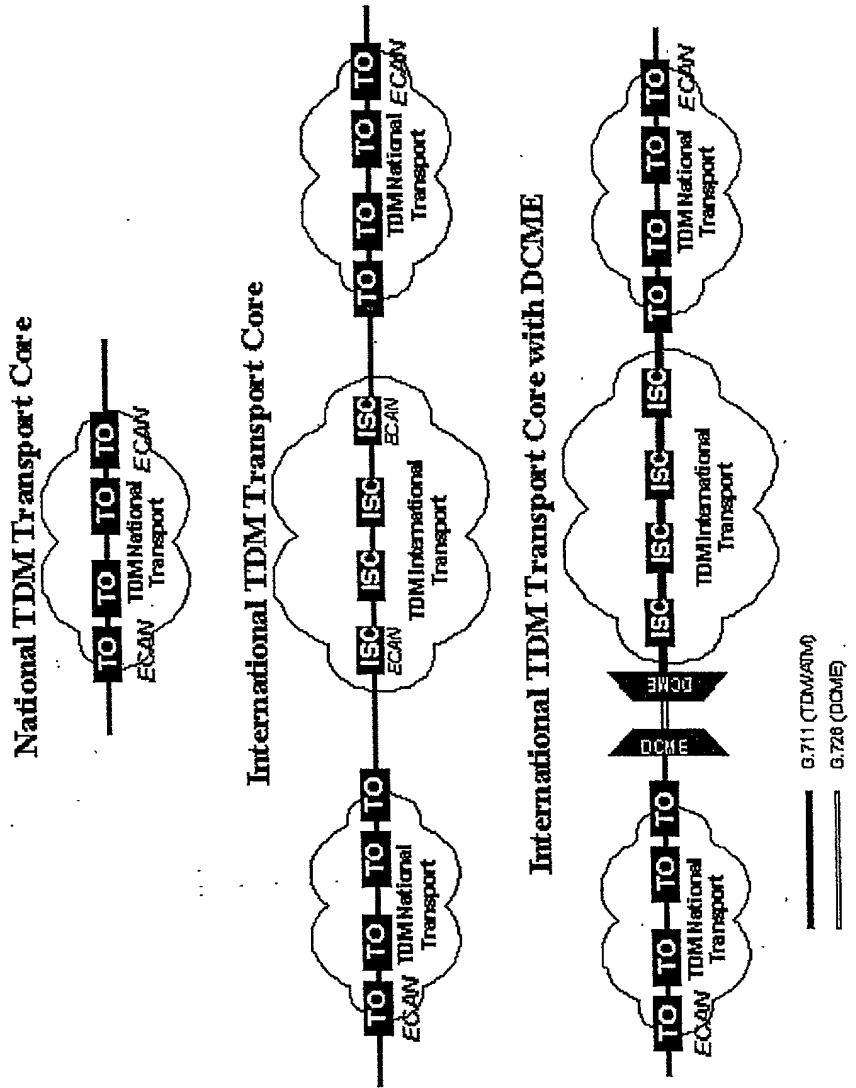 National TDM Transport Core
TO TO TO TO
ECAN TDM National ECAN
Transport
International TDM Transport Core
TO TO TO TO ISC ISC ISC ISC TO TO TO TO
ECAN TDM National ECAN TDM International ECAN TDM National ECAN
Transport Transport Transport
International TDM Transport Core with DCME
TO TO TO TO DCME DCME ISC ISC ISC ISC TO TO TO TO
ECAN TDM National TDM International TDM National ECAN
Transport Transport Transport
G.711 (TDM/ATM)
G.726 (DCME)